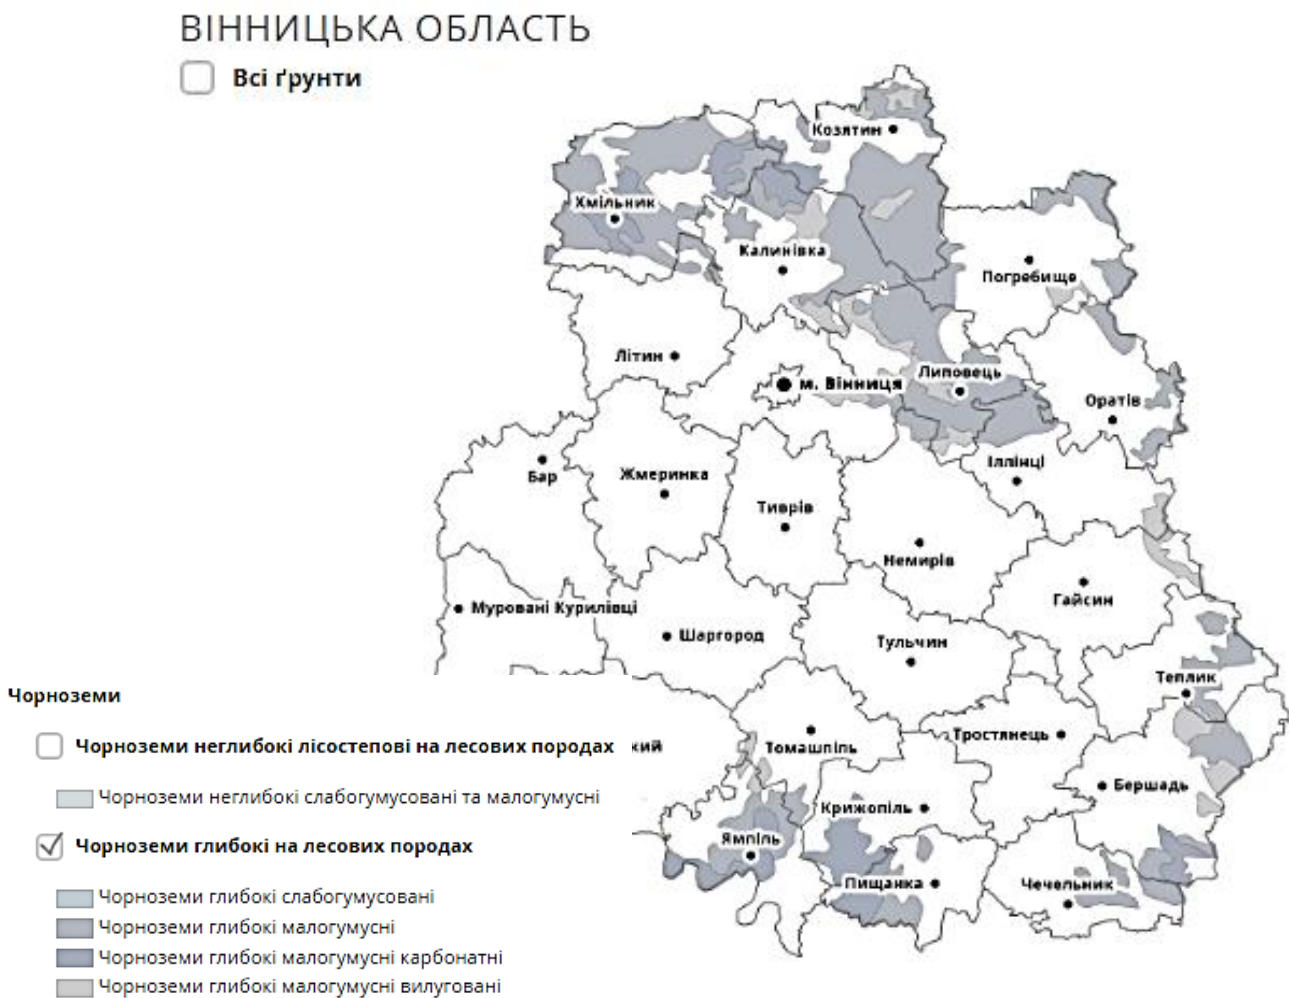 ВІННИЦЬКА ОБЛАСТЬ
Всі ґрунти
Козятин
Хмільник
Калинівка
Погребище
Літин
м. Вінниця
Липовець
Оратів
Бар
Жмеринка
Іллінці
Тиврів
Немирів
Гайсин
Муровані Курилівці
Шаргород
Тульчин
Теплик
Чорноземи
Чорноземи неглибокі лісостепові на лесових породах
кий
Томашпіль
Тростянець
Бершадь
Чорноземи неглибокі слабогумусовані та малогумусні
Крижопіль
Чорноземи глибокі на лесових породах
Ямпіль
Піщанка
Чечельник
Чорноземи глибокі слабогумусовані
Чорноземи глибокі малогумусні
Чорноземи глибокі малогумусні карбонатні
Чорноземи глибокі малогумусні вилуговані